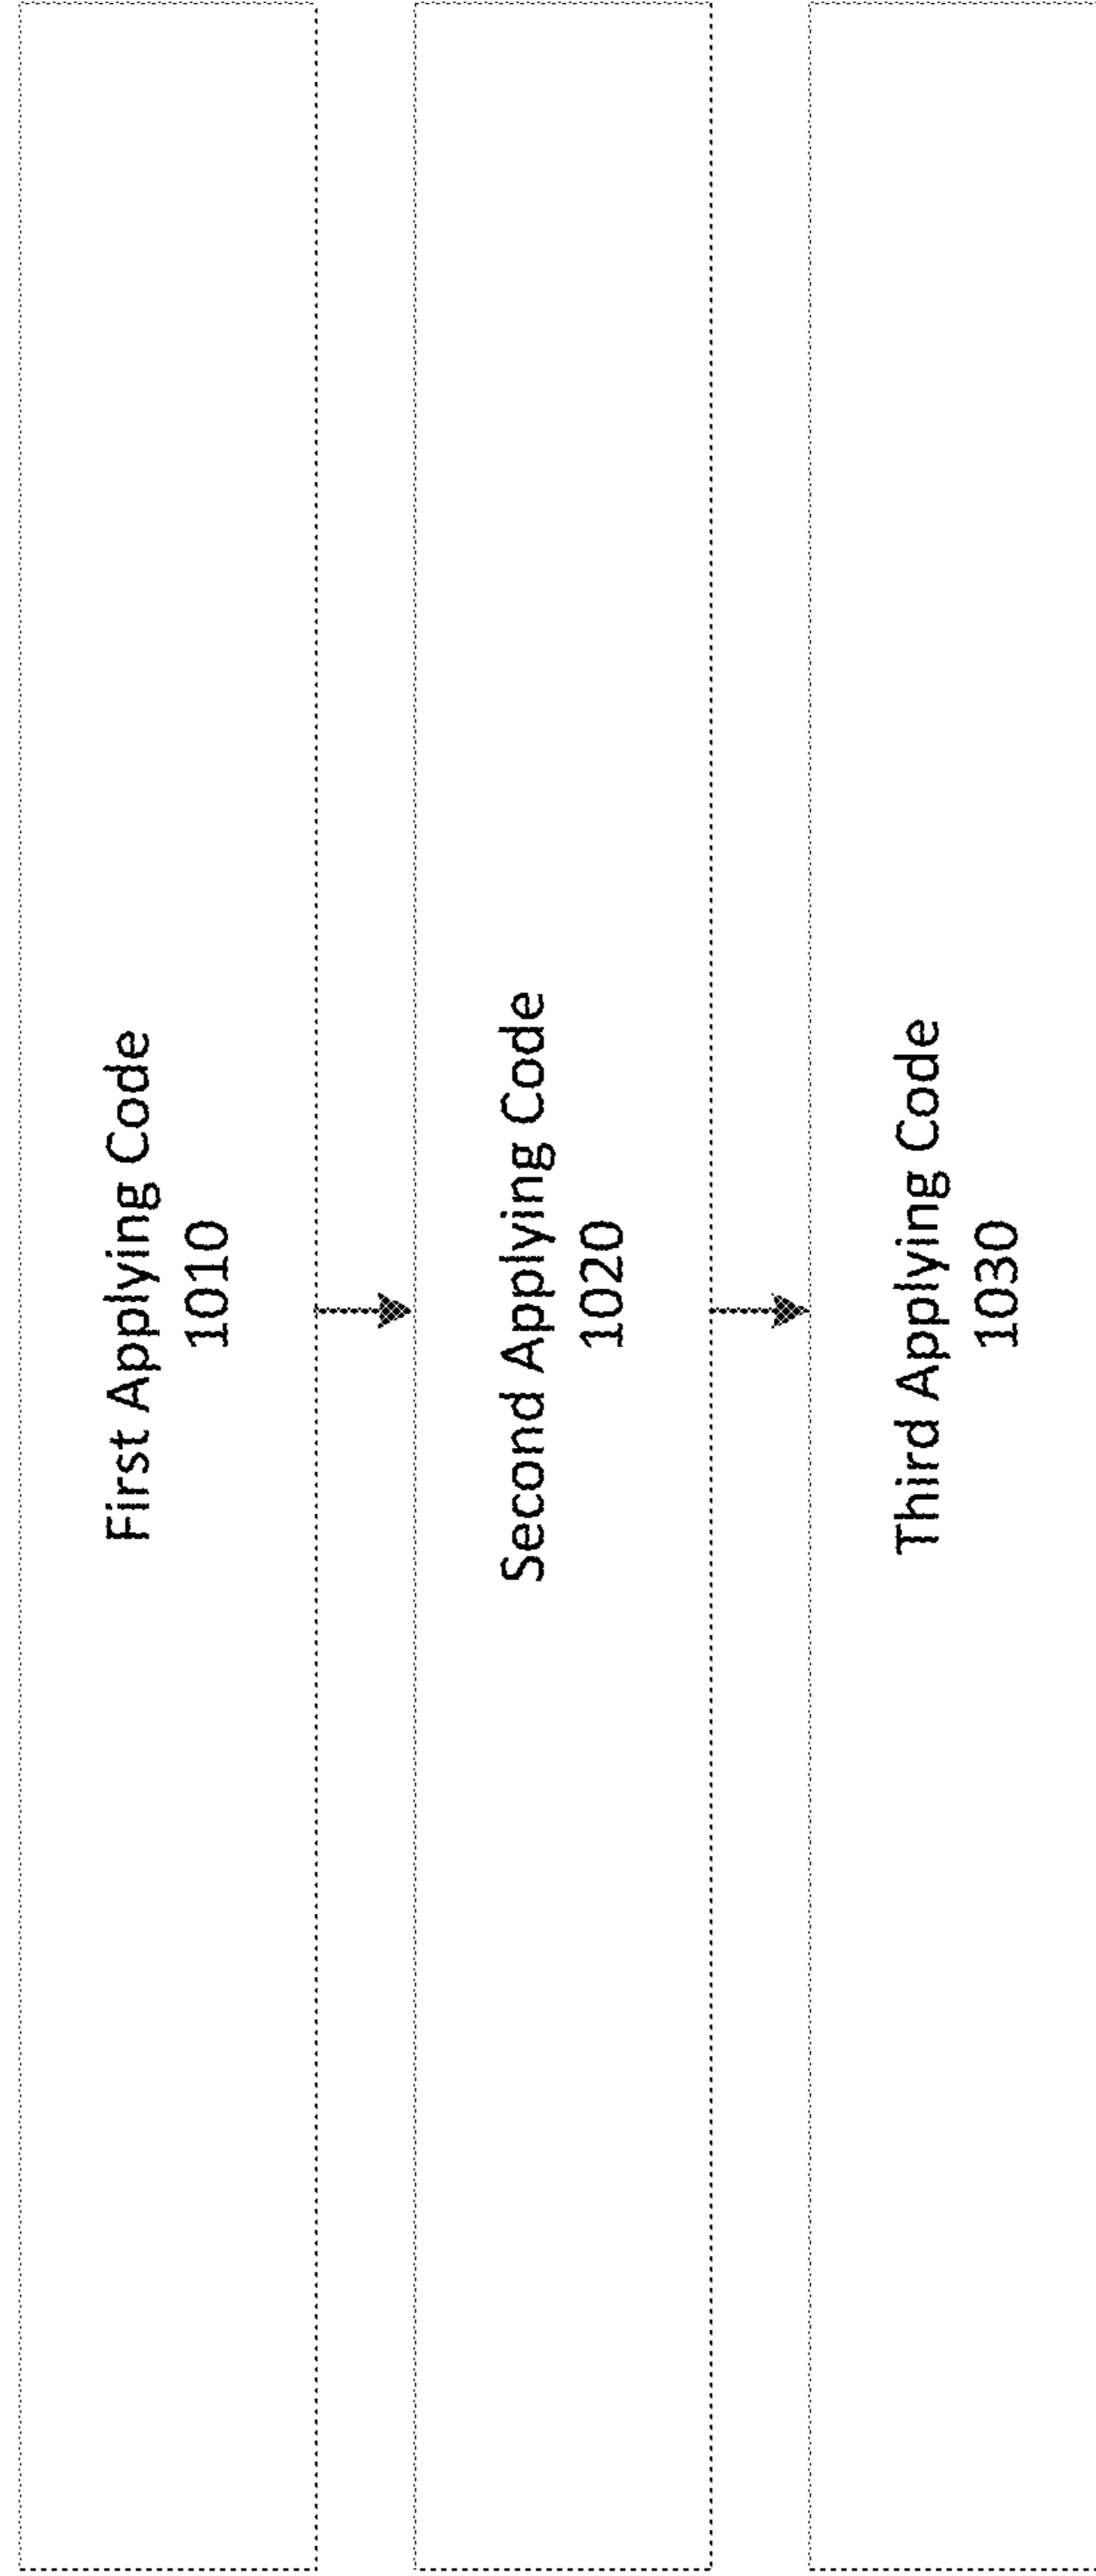 First Applying Code
1010
Second Applying Code
1020
Third Applying Code
1030